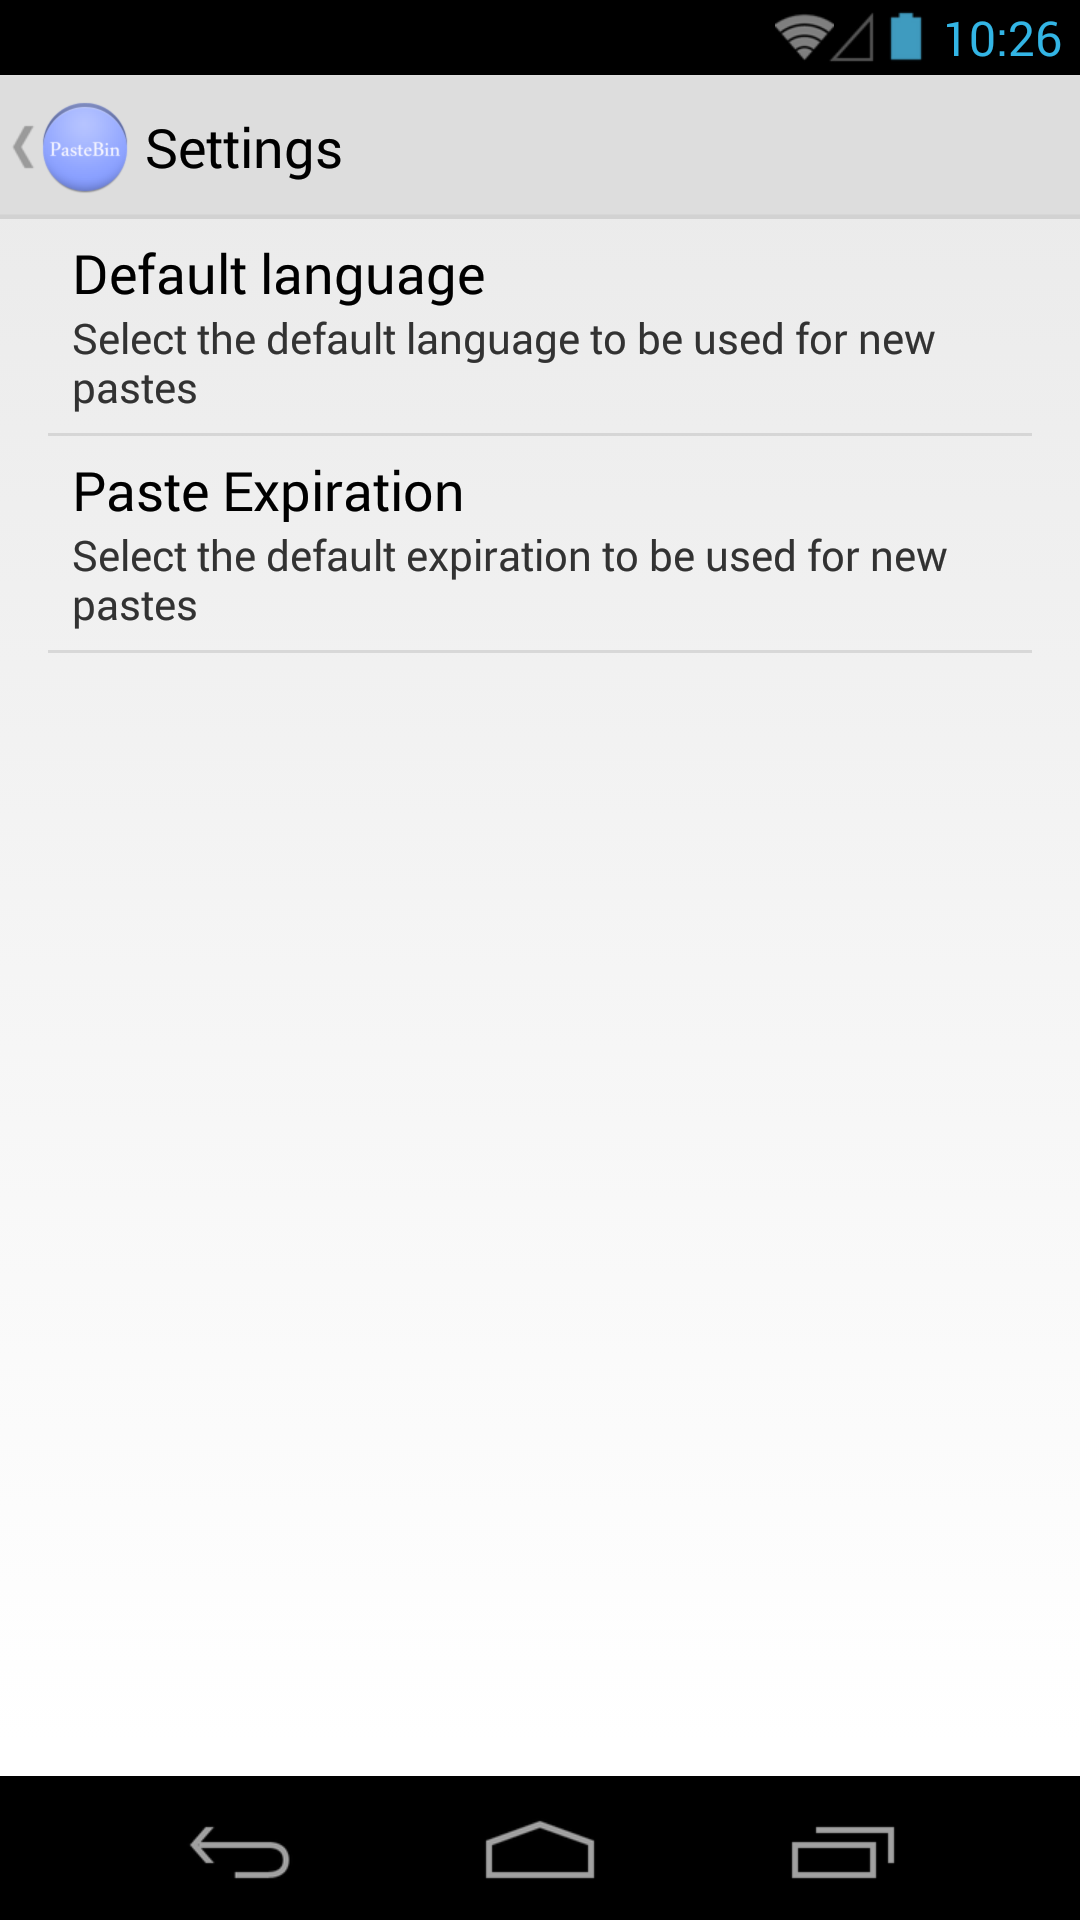 10:26
PasteBin
Settings
Default language
Select the default language to be used for new
pastes
Paste Expiration
Select the default expiration to be used for new
pastes